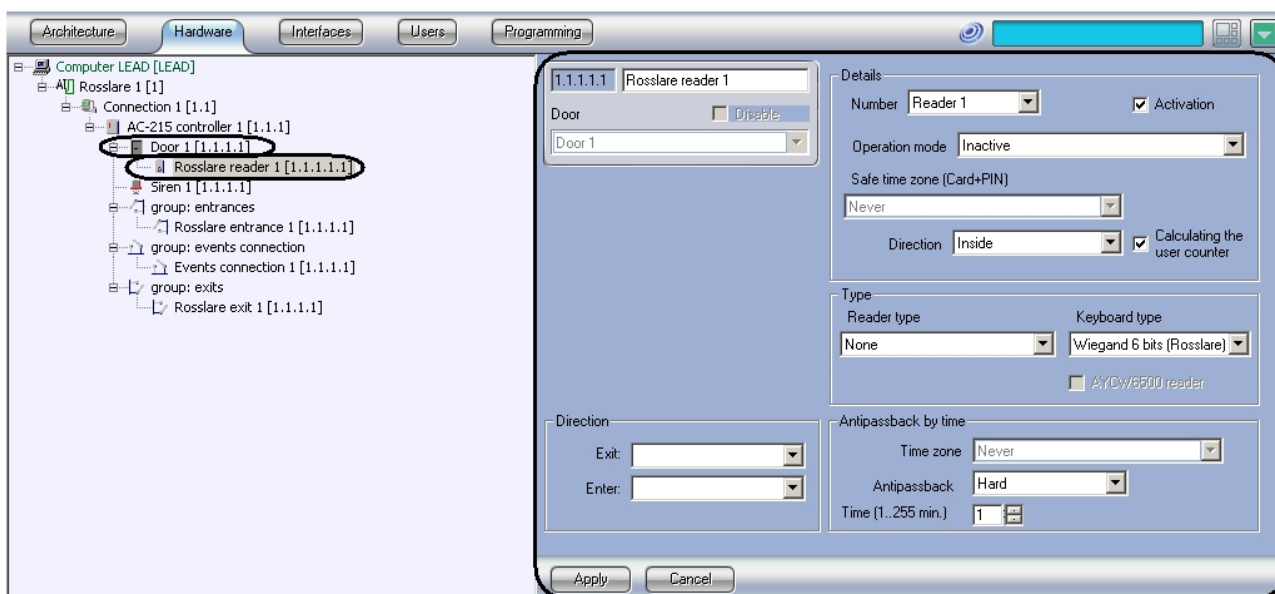 Architecture Hardware Interfaces Users Programming
Computer LEAD [LEAD]
Rosslare 1 [1]
Connection 1 [1.1]
AC-215 controller 1 [1.1.1]
Door 1 [1.1.1.1]
Rosslare reader 1 [1.1.1.1.1]
Siren 1 [1.1.1.1]
group: entrances
Rosslare entrance 1 [1.1.1.1]
group: events connection
Events connection 1 [1.1.1.1]
group: exits
Rosslare exit 1 [1.1.1.1]
1.1.1.1.1 Rosslare reader 1
Door Disable
Door 1
Details
Number Reader 1 Activation
Operation mode Inactive
Safe time zone (Card+PIN)
Never
Direction Inside Calculating the
user counter
Type
Reader type Keyboard type
None Wiegand 6 bits (Rosslare)
AYCW6500 reader
Direction
Exit:
Enter:
Antipassback by time
Time zone Never
Antipassback Hard
Time (1..255 min.) 1
Apply Cancel